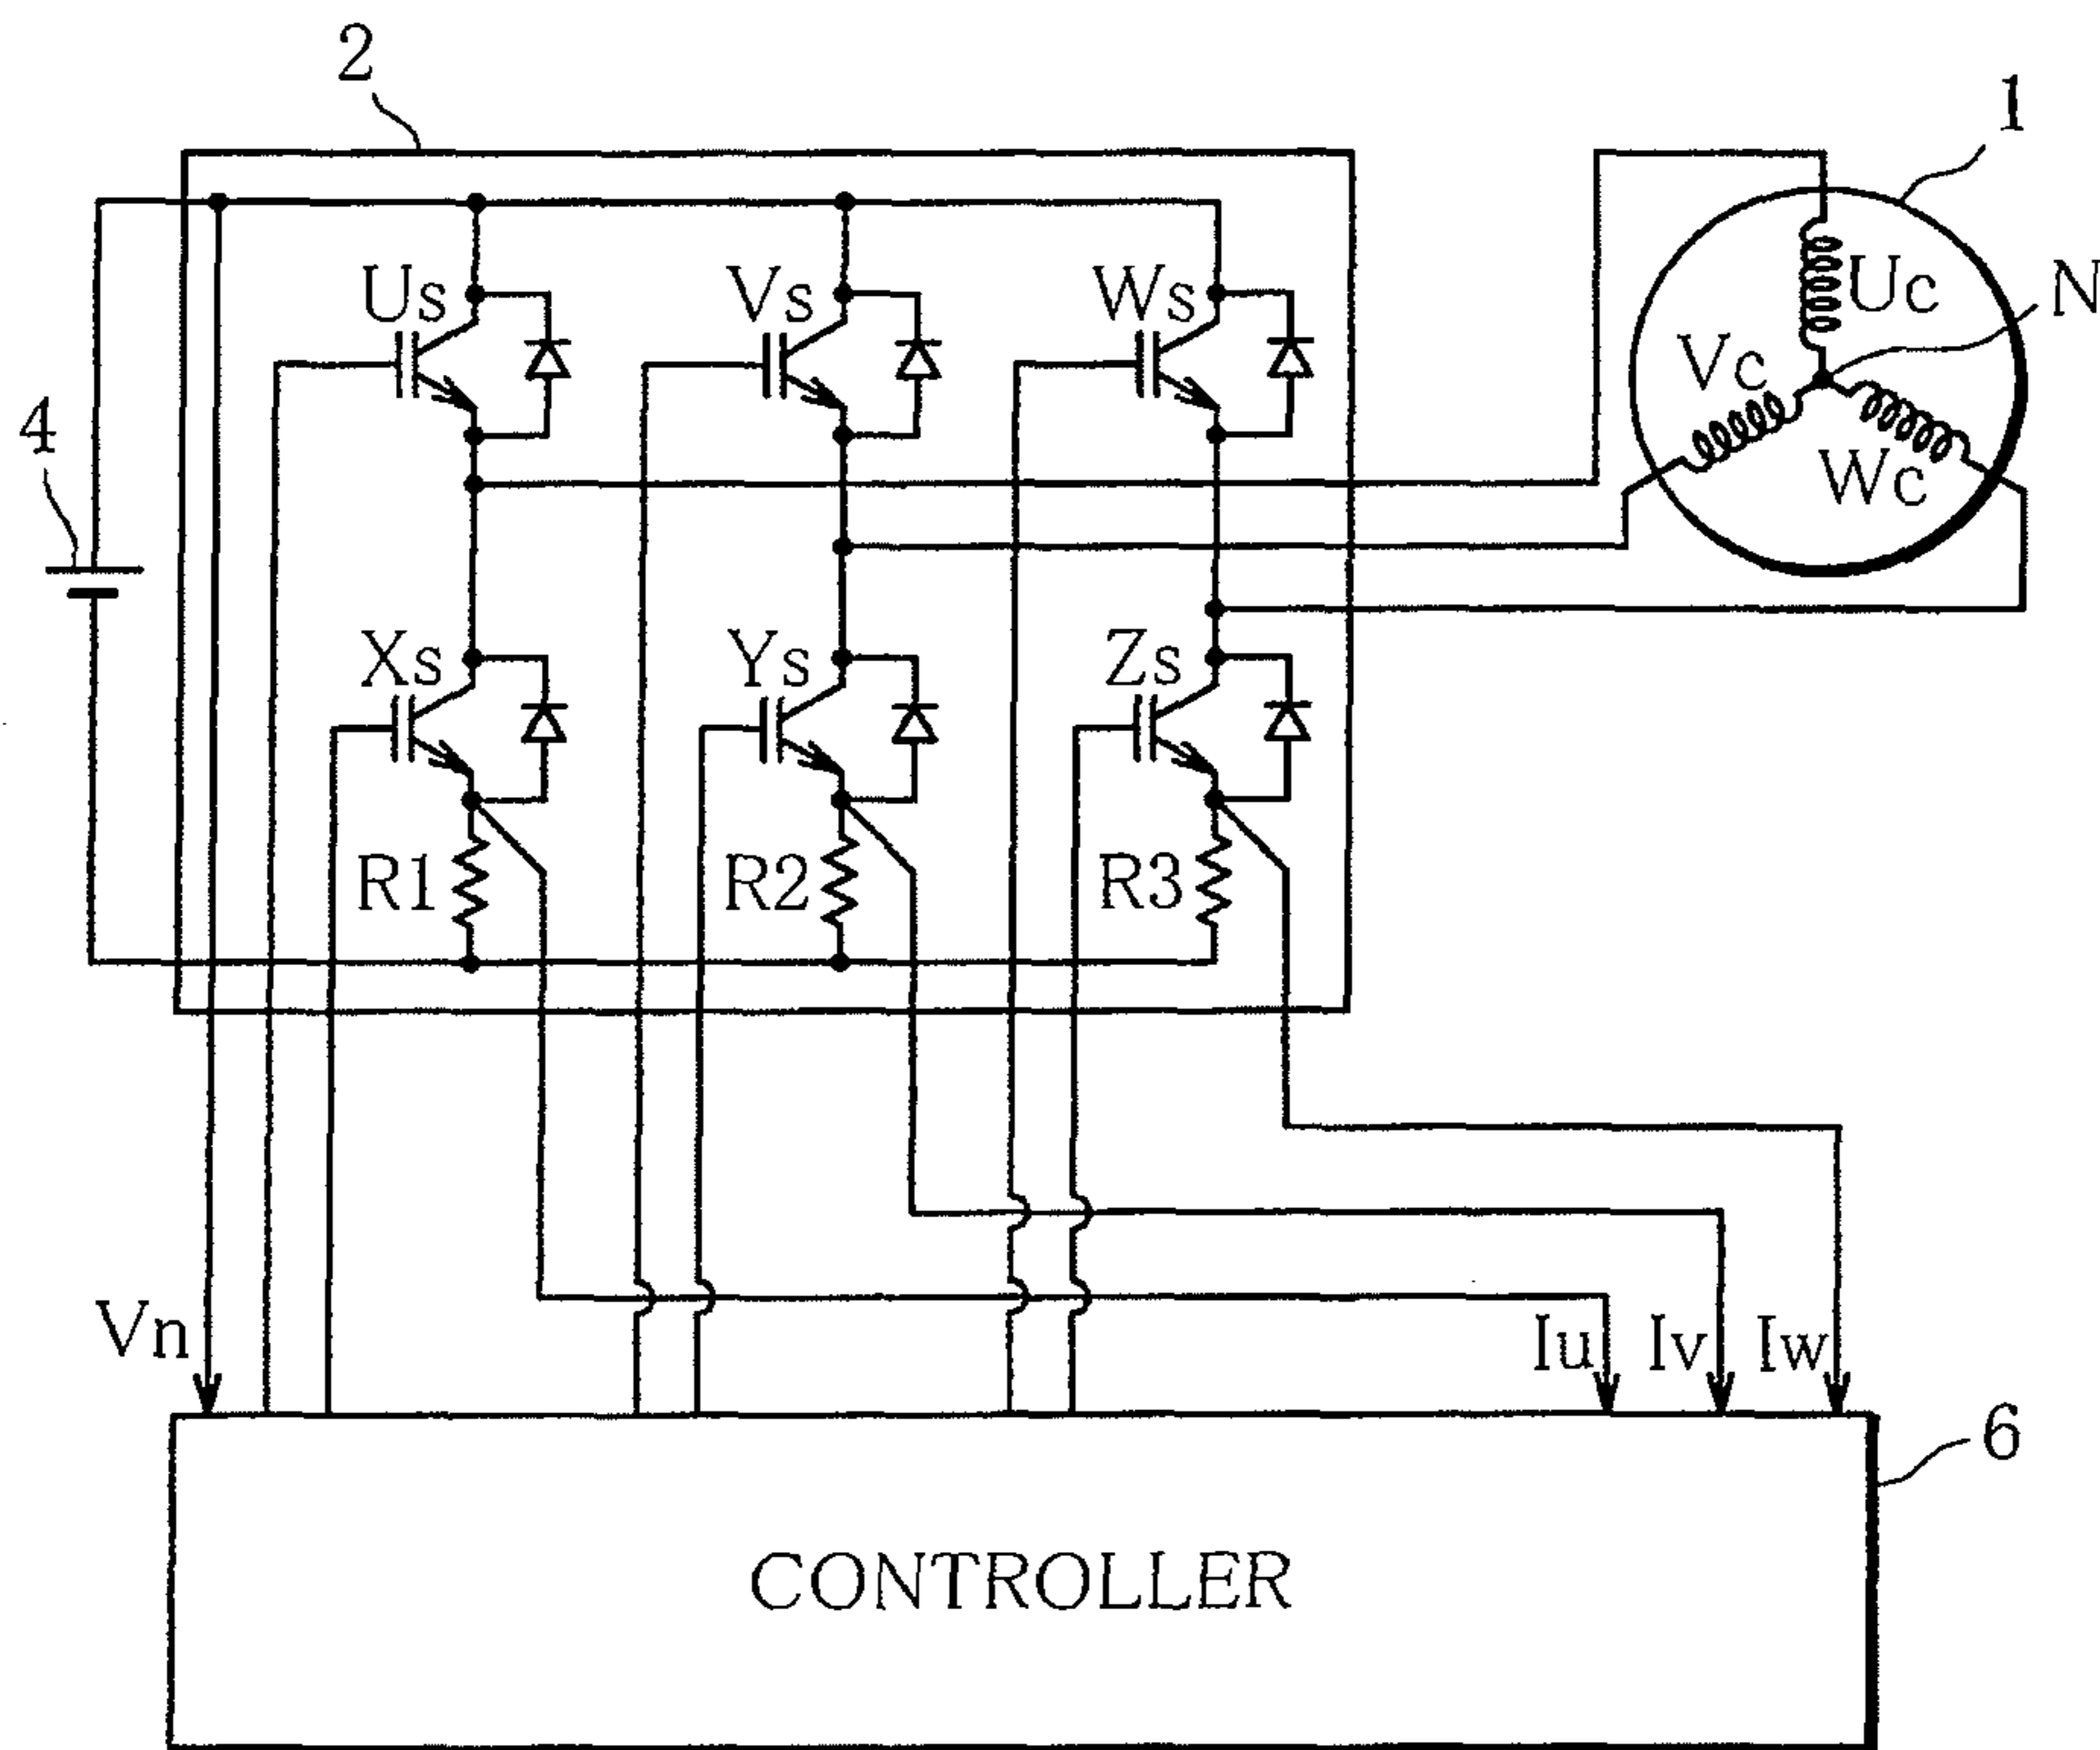 2
1
Us
Vs
Ws
Uc
N
Vc
Wc
4
Xs
Ys
Zs
R1
R2
R3
Vn
Iu
Iv
Iw
6
CONTROLLER